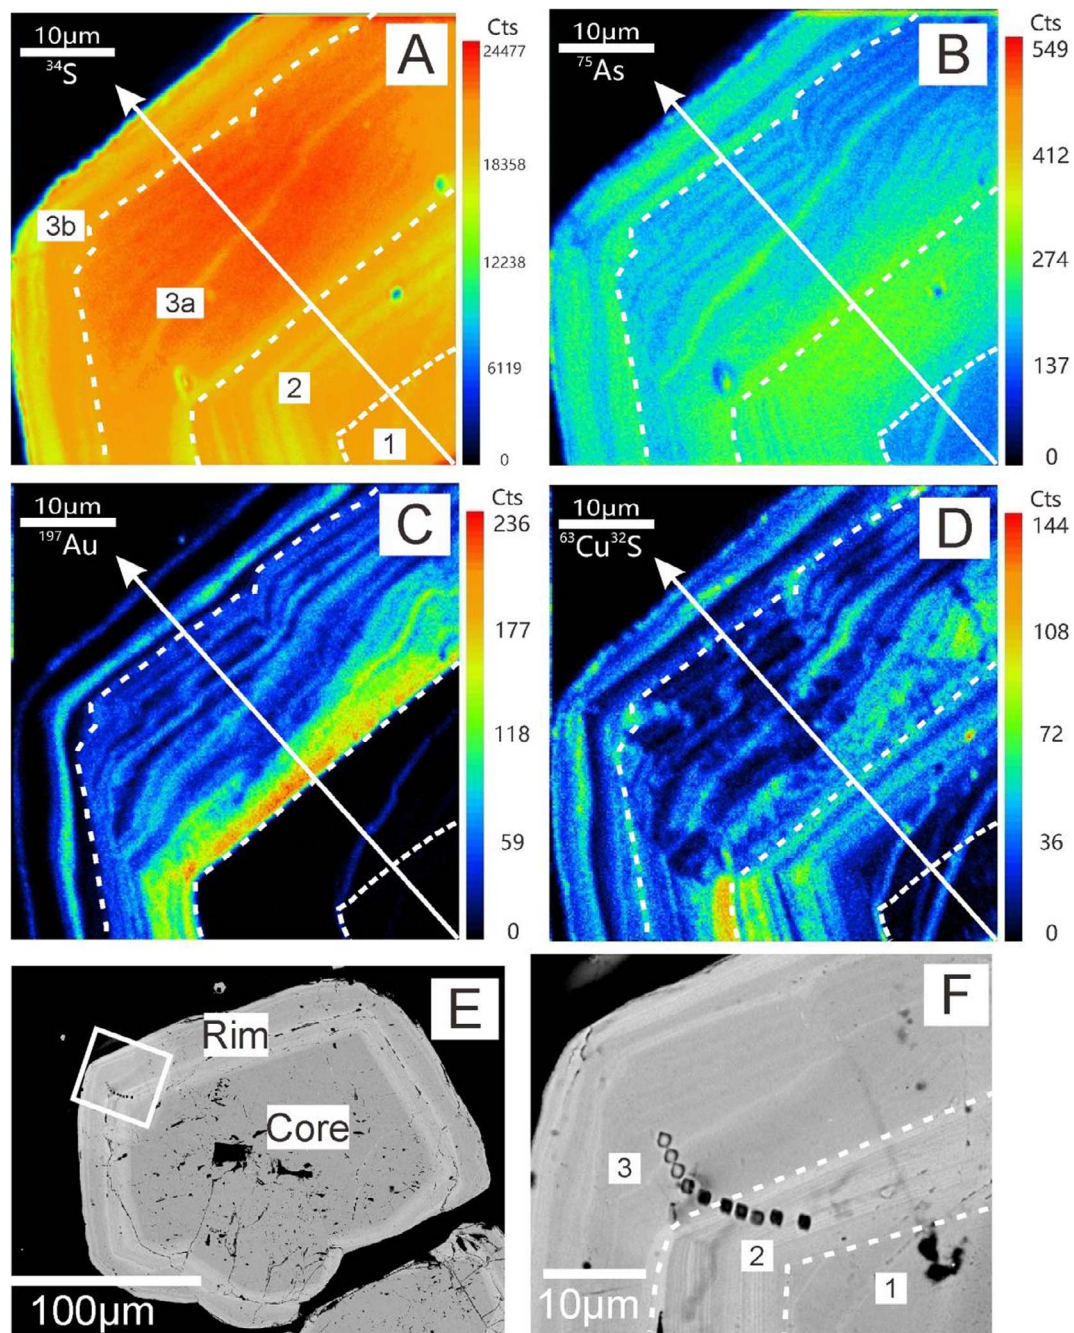 10µm
³⁴S
A
Cts
24477
18358
12238
6119
0
3b
3a
2
1
10µm
⁷⁵As
B
Cts
549
412
274
137
0
10µm
¹⁹⁷Au
C
Cts
236
177
118
59
0
10µm
⁶³Cu³²S
D
Cts
144
108
72
36
0
E
Rim
Core
100µm
F
3
2
1
10µm